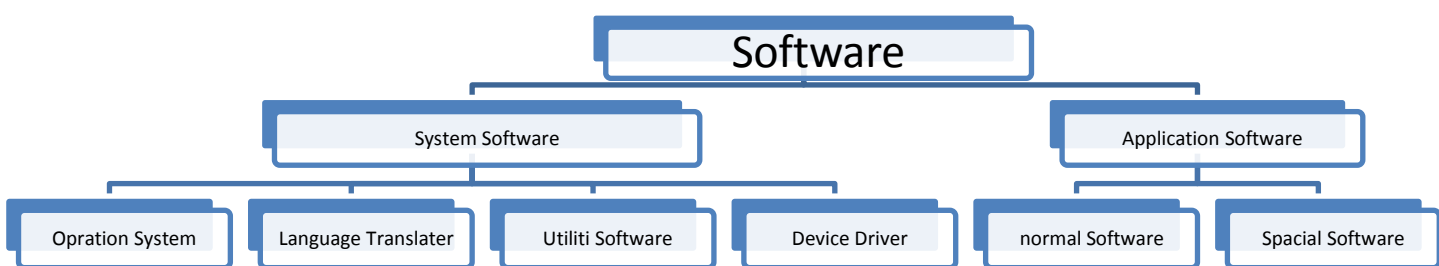 Software
System Software
Application Software
Opration System
Language Translater
Utiliti Software
Device Driver
normal Software
Spacial Software